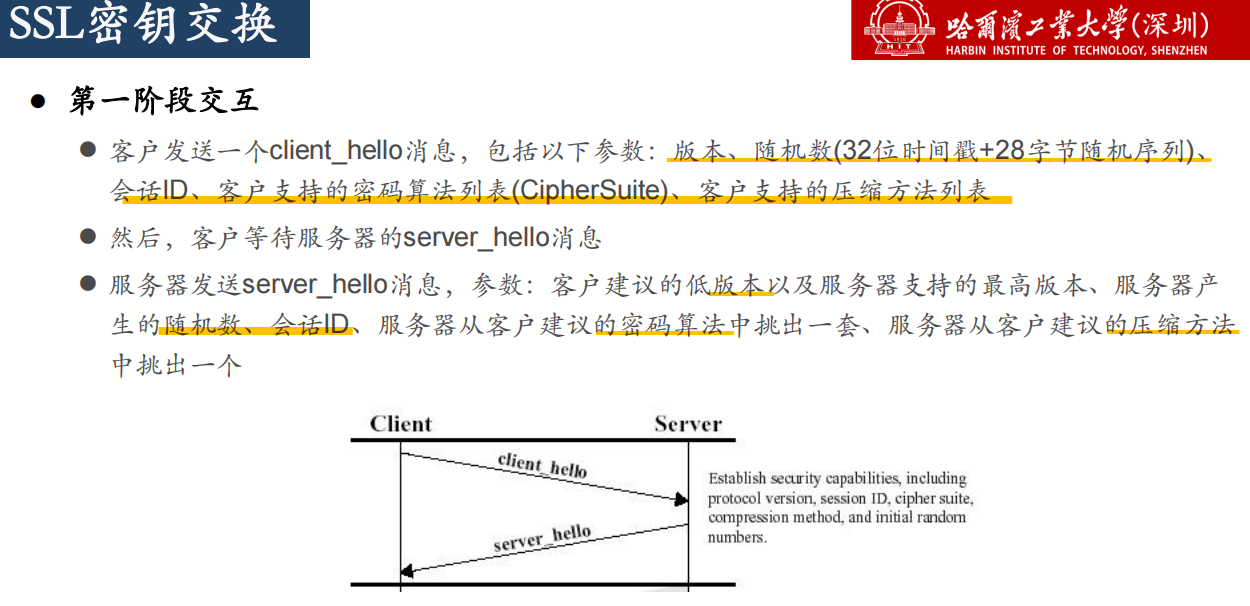 SSL密钥交换
哈爾濱工業大學(深圳)
HARBIN INSTITUTE OF TECHNOLOGY, SHENZHEN
HIT
● 第一阶段交互
● 客户发送一个client_hello消息，包括以下参数：版本、随机数(32位时间戳+28字节随机序列)、
会话ID、客户支持的密码算法列表(CipherSuite)、客户支持的压缩方法列表
● 然后，客户等待服务器的server_hello消息
● 服务器发送server_hello消息，参数：客户建议的低版本以及服务器支持的最高版本、服务器产
生的随机数、会话ID、服务器从客户建议的密码算法中挑出一套、服务器从客户建议的压缩方法
中挑出一个
Client
Server
client_hello
server_hello
Establish security capabilities, including
protocol version, session ID, cipher suite,
compression method, and initial random
numbers.